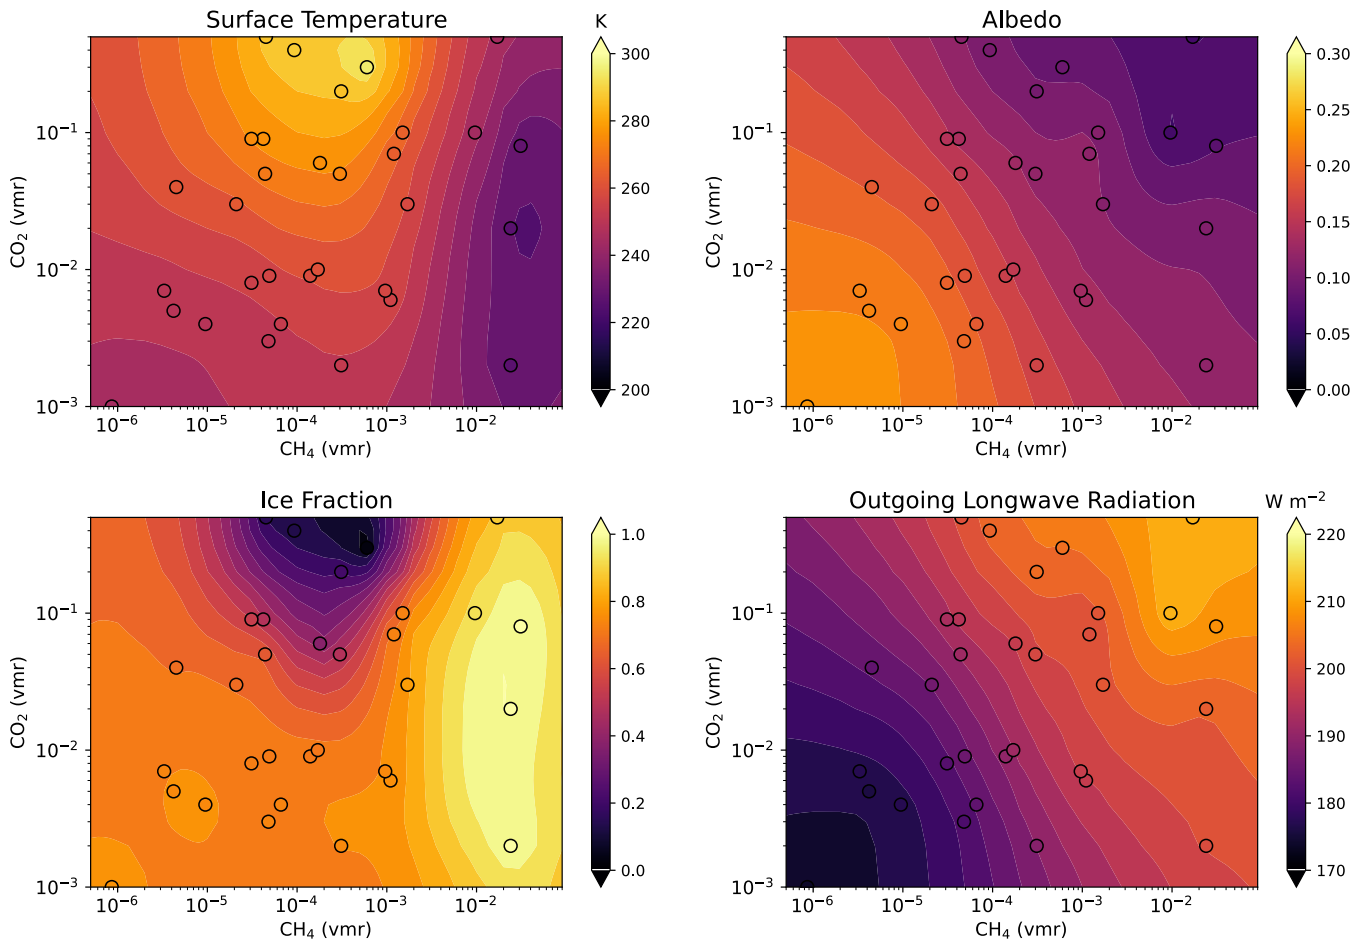 Surface Temperature
K
300
280
260
240
220
200
10⁻¹
10⁻²
10⁻³
CO₂ (vmr)
10⁻⁶ 10⁻⁵ 10⁻⁴ 10⁻³ 10⁻²
CH₄ (vmr)
Albedo
0.30
0.25
0.20
0.15
0.10
0.05
0.00
10⁻¹
10⁻²
10⁻³
CO₂ (vmr)
10⁻⁶ 10⁻⁵ 10⁻⁴ 10⁻³ 10⁻²
CH₄ (vmr)
Ice Fraction
1.0
0.8
0.6
0.4
0.2
0.0
10⁻¹
10⁻²
10⁻³
CO₂ (vmr)
10⁻⁶ 10⁻⁵ 10⁻⁴ 10⁻³ 10⁻²
CH₄ (vmr)
Outgoing Longwave Radiation
W m⁻²
220
210
200
190
180
170
10⁻¹
10⁻²
10⁻³
CO₂ (vmr)
10⁻⁶ 10⁻⁵ 10⁻⁴ 10⁻³ 10⁻²
CH₄ (vmr)